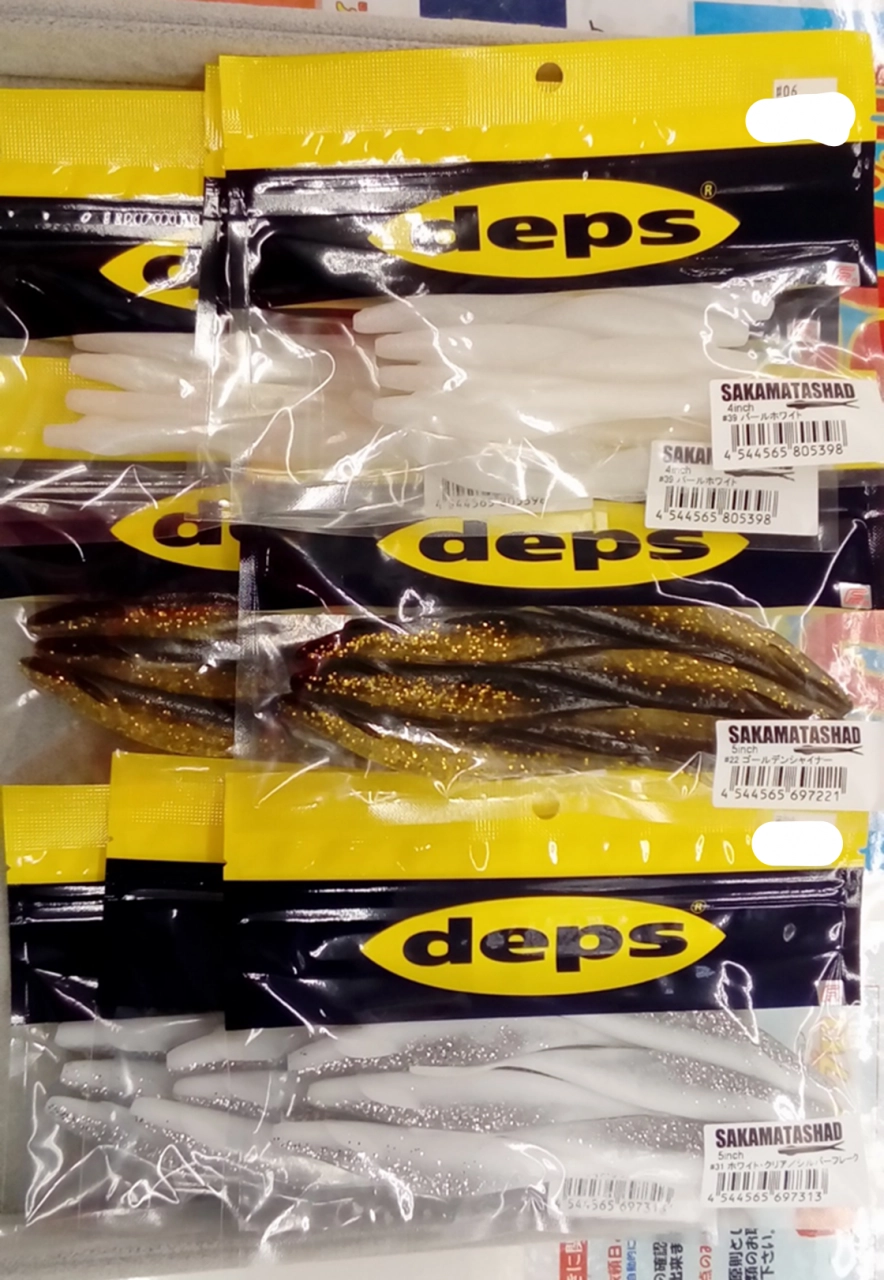 #06
deps®
SAKAMATASHAD
4inch
#39 パールホワイト
4 544565 805398
SAKAM
4inch
#39 パールホワイト
4 544565 805398
d
deps
SAKAMATASHAD
5inch
#22 ゴールデンシャイナー
4 544565 697221
deps®
SAKAMATASHAD
5inch
#31 ホワイト・クリア／シルバーフレーク
4 544565 697313